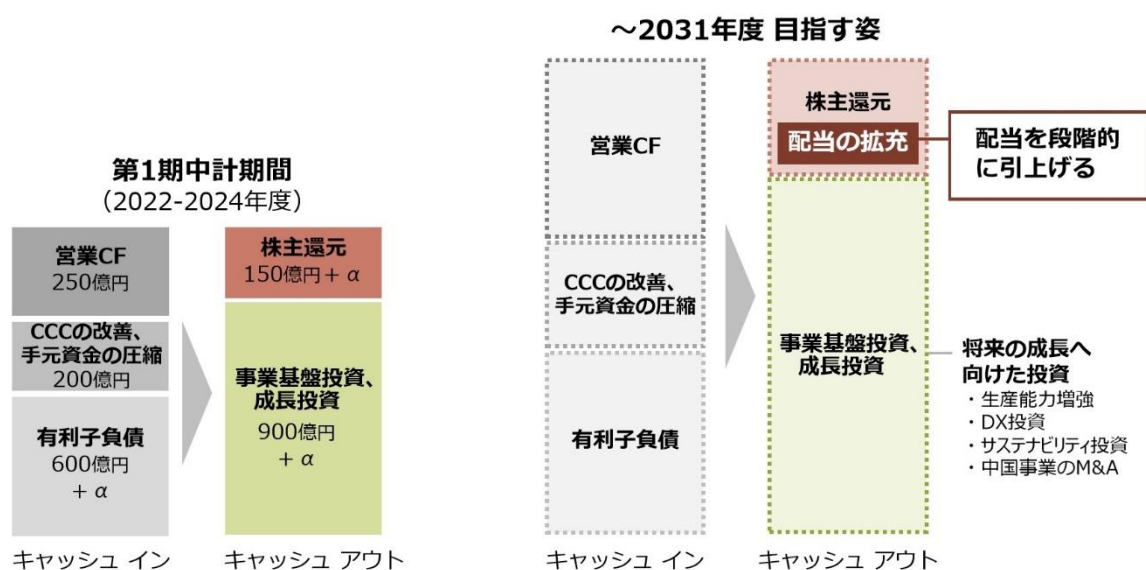 第1期中計期間
(2022-2024年度)
営業CF
250億円
CCCの改善、
手元資金の圧縮
200億円
有利子負債
600億円
+ α
キャッシュ イン
株主還元
150億円+ α
事業基盤投資、
成長投資
900億円
+ α
キャッシュ アウト
～2031年度 目指す姿
営業CF
CCCの改善、
手元資金の圧縮
有利子負債
キャッシュ イン
株主還元
配当の拡充
事業基盤投資、
成長投資
キャッシュ アウト
配当を段階的
に引上げる
将来の成長へ
向けた投資
・生産能力増強
・DX投資
・サステナビリティ投資
・中国事業のM&A